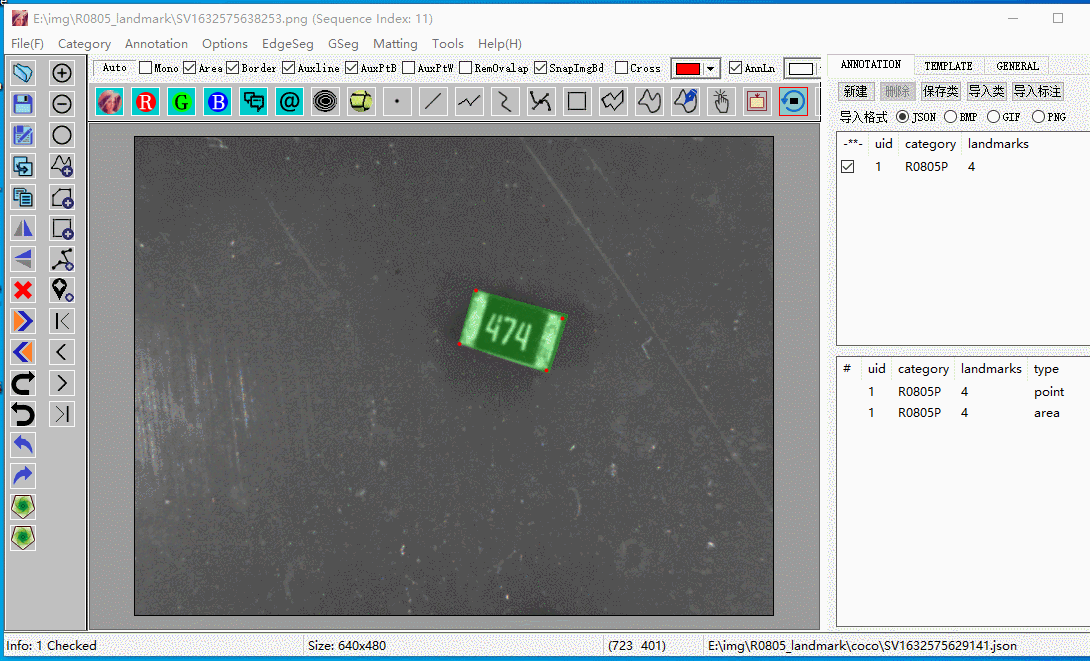 E:\img\R0805_landmark\SV1632575638253.png (Sequence Index: 11)
File(F) Category Annotation Options EdgeSeg GSeg Matting Tools Help(H)
Auto Mono Area Border Auxline AuxPtB AuxPtW RemOvalap SnapImgBd Cross AnnLn
R G B @
474
ANNOTATION TEMPLATE GENERAL
新建 删除 保存类 导入类 导入标注
导入格式 JSON BMP GIF PNG
-**- uid category landmarks
1 R0805P 4
# uid category landmarks type
1 R0805P 4 point
1 R0805P 4 area
Info: 1 Checked Size: 640x480 (723 401) E:\img\R0805_landmark\coco\SV1632575629141.json